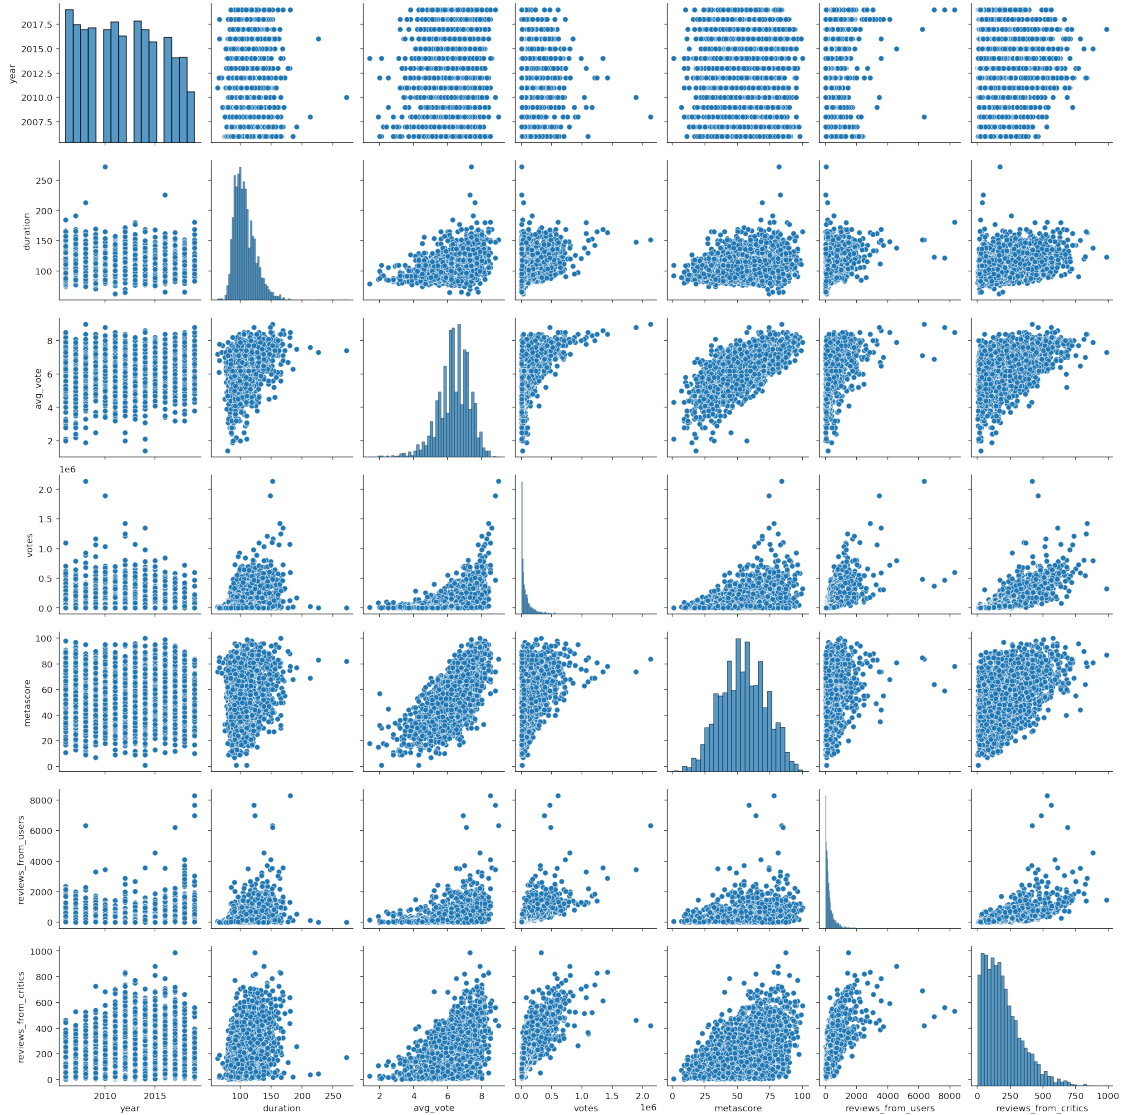 2017.5
2015.0
2012.5
2010.0
2007.5
year
250
200
150
100
duration
8
6
4
2
avg_vote
1e6
2.0
1.5
1.0
0.5
0.0
votes
100
80
60
40
20
0
metascore
8000
6000
4000
2000
0
reviews_from_users
1000
800
600
400
200
0
reviews_from_critics
2010 2015
100 150 200 250
2 4 6 8
0.0 0.5 1.0 1.5 2.0
0 25 50 75 100
0 2000 4000 6000 8000
0 250 500 750 1000
1e6
year duration avg_vote votes metascore reviews_from_users reviews_from_critics